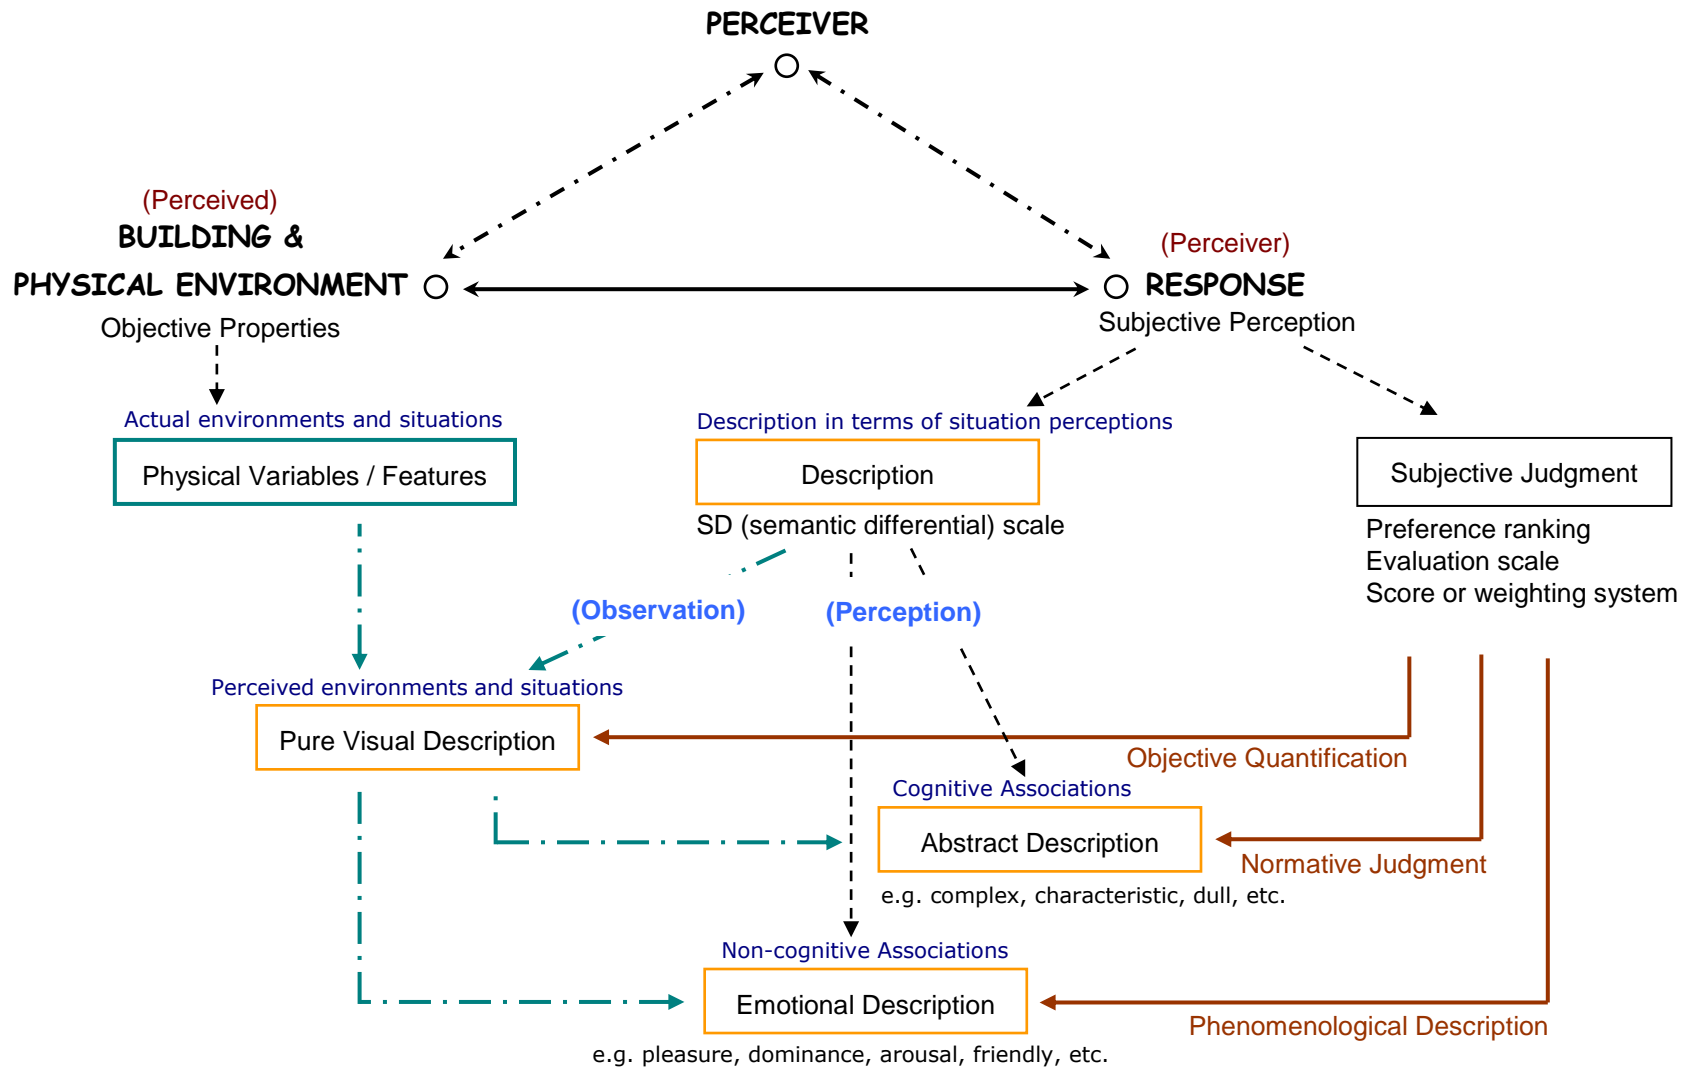 PERCEIVER
(Perceived)
BUILDING &
PHYSICAL ENVIRONMENT
Objective Properties
(Perceiver)
RESPONSE
Subjective Perception
Actual environments and situations
Physical Variables / Features
Description in terms of situation perceptions
Description
SD (semantic differential) scale
Subjective Judgment
Preference ranking
Evaluation scale
Score or weighting system
(Observation)
(Perception)
Perceived environments and situations
Pure Visual Description
Objective Quantification
Cognitive Associations
Abstract Description
Normative Judgment
e.g. complex, characteristic, dull, etc.
Non-cognitive Associations
Emotional Description
Phenomenological Description
e.g. pleasure, dominance, arousal, friendly, etc.